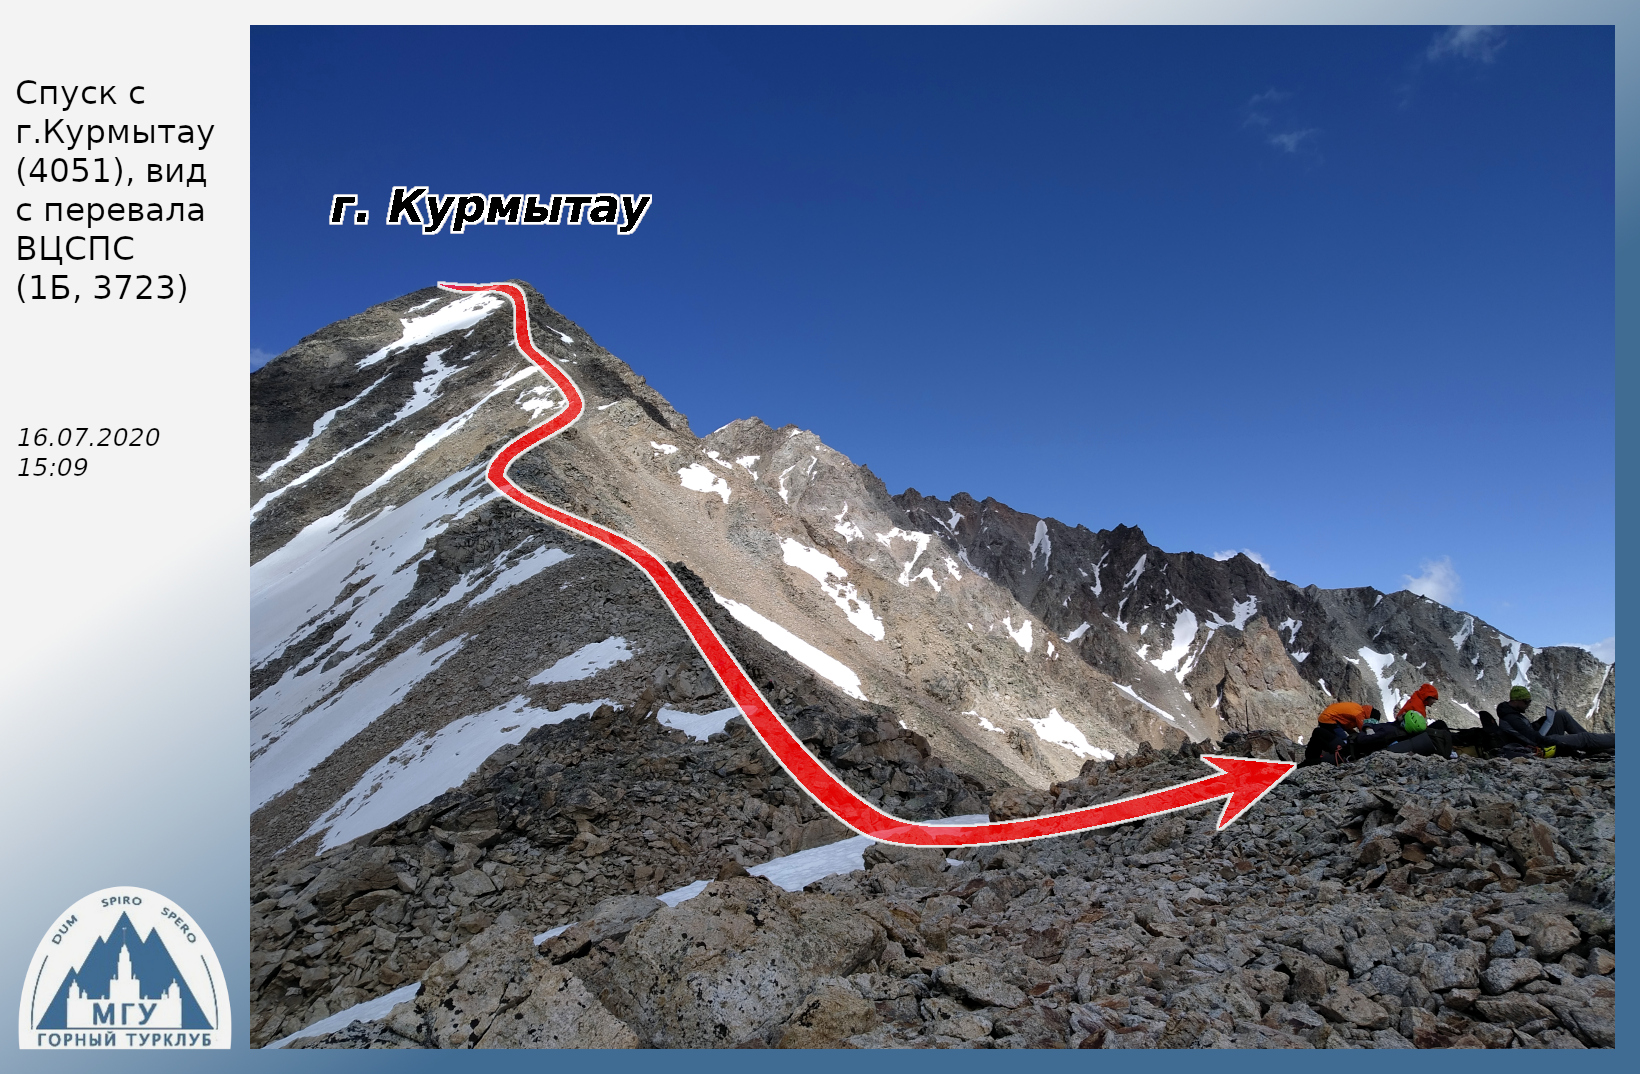 Спуск с
г.Курмытау
(4051), вид
с перевала
ВЦСПС
(1Б, 3723)
16.07.2020
15:09
г. Курмытау
DUM SPIRO SPERO
МГУ
ГОРНЫЙ ТУРКЛУБ